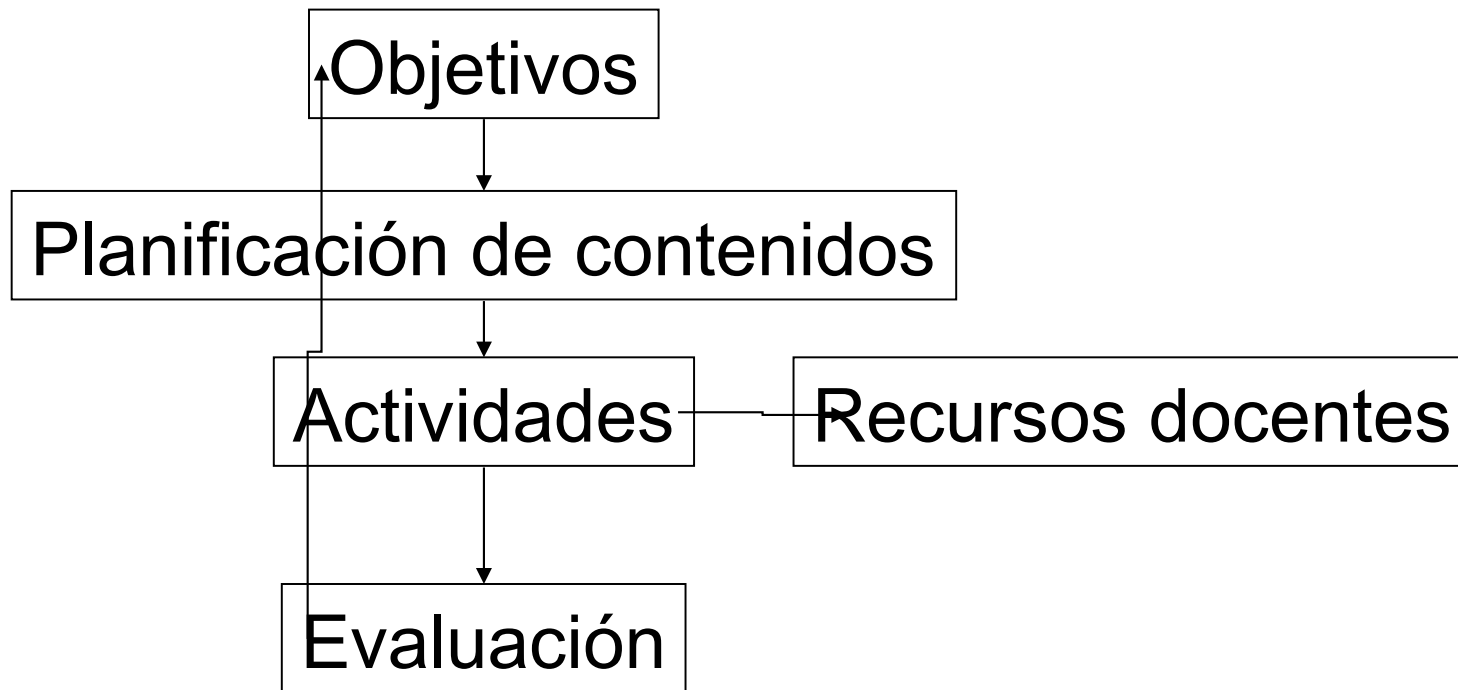 Objetivos
Planificación de contenidos
Actividades
Recursos docentes
Evaluación